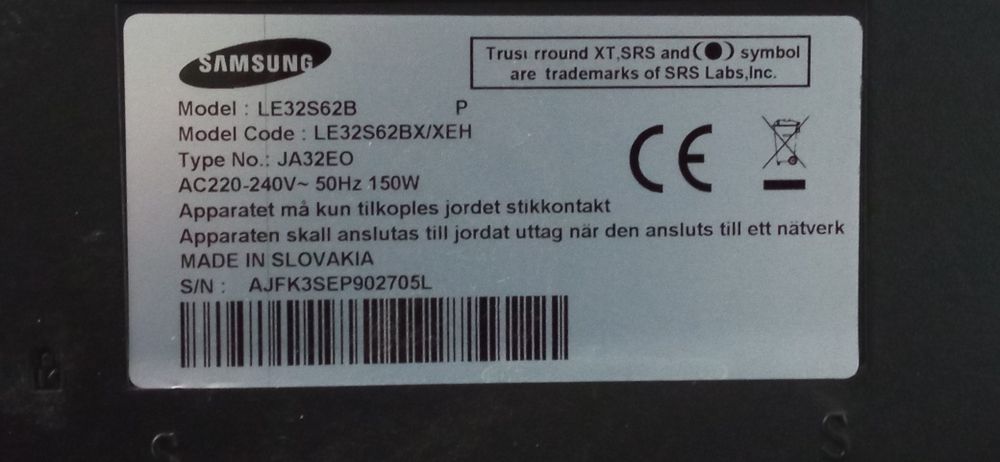 SAMSUNG
Trusı rround XT,SRS and ( ● ) symbol
are trademarks of SRS Labs,Inc.
Model : LE32S62B P
Model Code : LE32S62BX/XEH
Type No.: JA32EO
AC220-240V~ 50Hz 150W
Apparatet må kun tilkoples jordet stikkontakt
Apparaten skall anslutas till jordat uttag när den ansluts till ett nätverk
MADE IN SLOVAKIA
S/N : AJFK3SEP902705L
CE